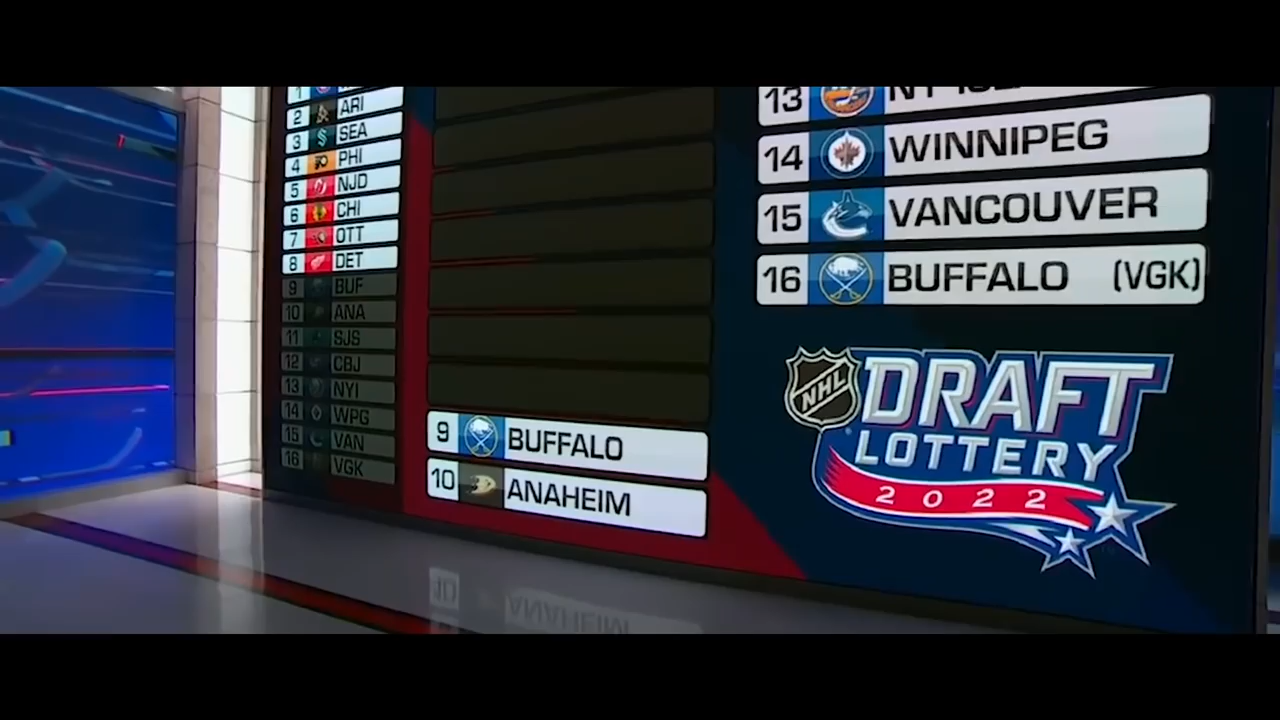 1
2 ARI
3 SEA
4 PHI
5 NJD
6 CHI
7 OTT
8 DET
9 BUF
10 ANA
11 SJS
12 CBJ
13 NYI
14 WPG
15 VAN
16 VGK
9 BUFFALO
10 ANAHEIM
13 NY
14 WINNIPEG
15 VANCOUVER
16 BUFFALO (VGK)
NHL
DRAFT
LOTTERY
2022